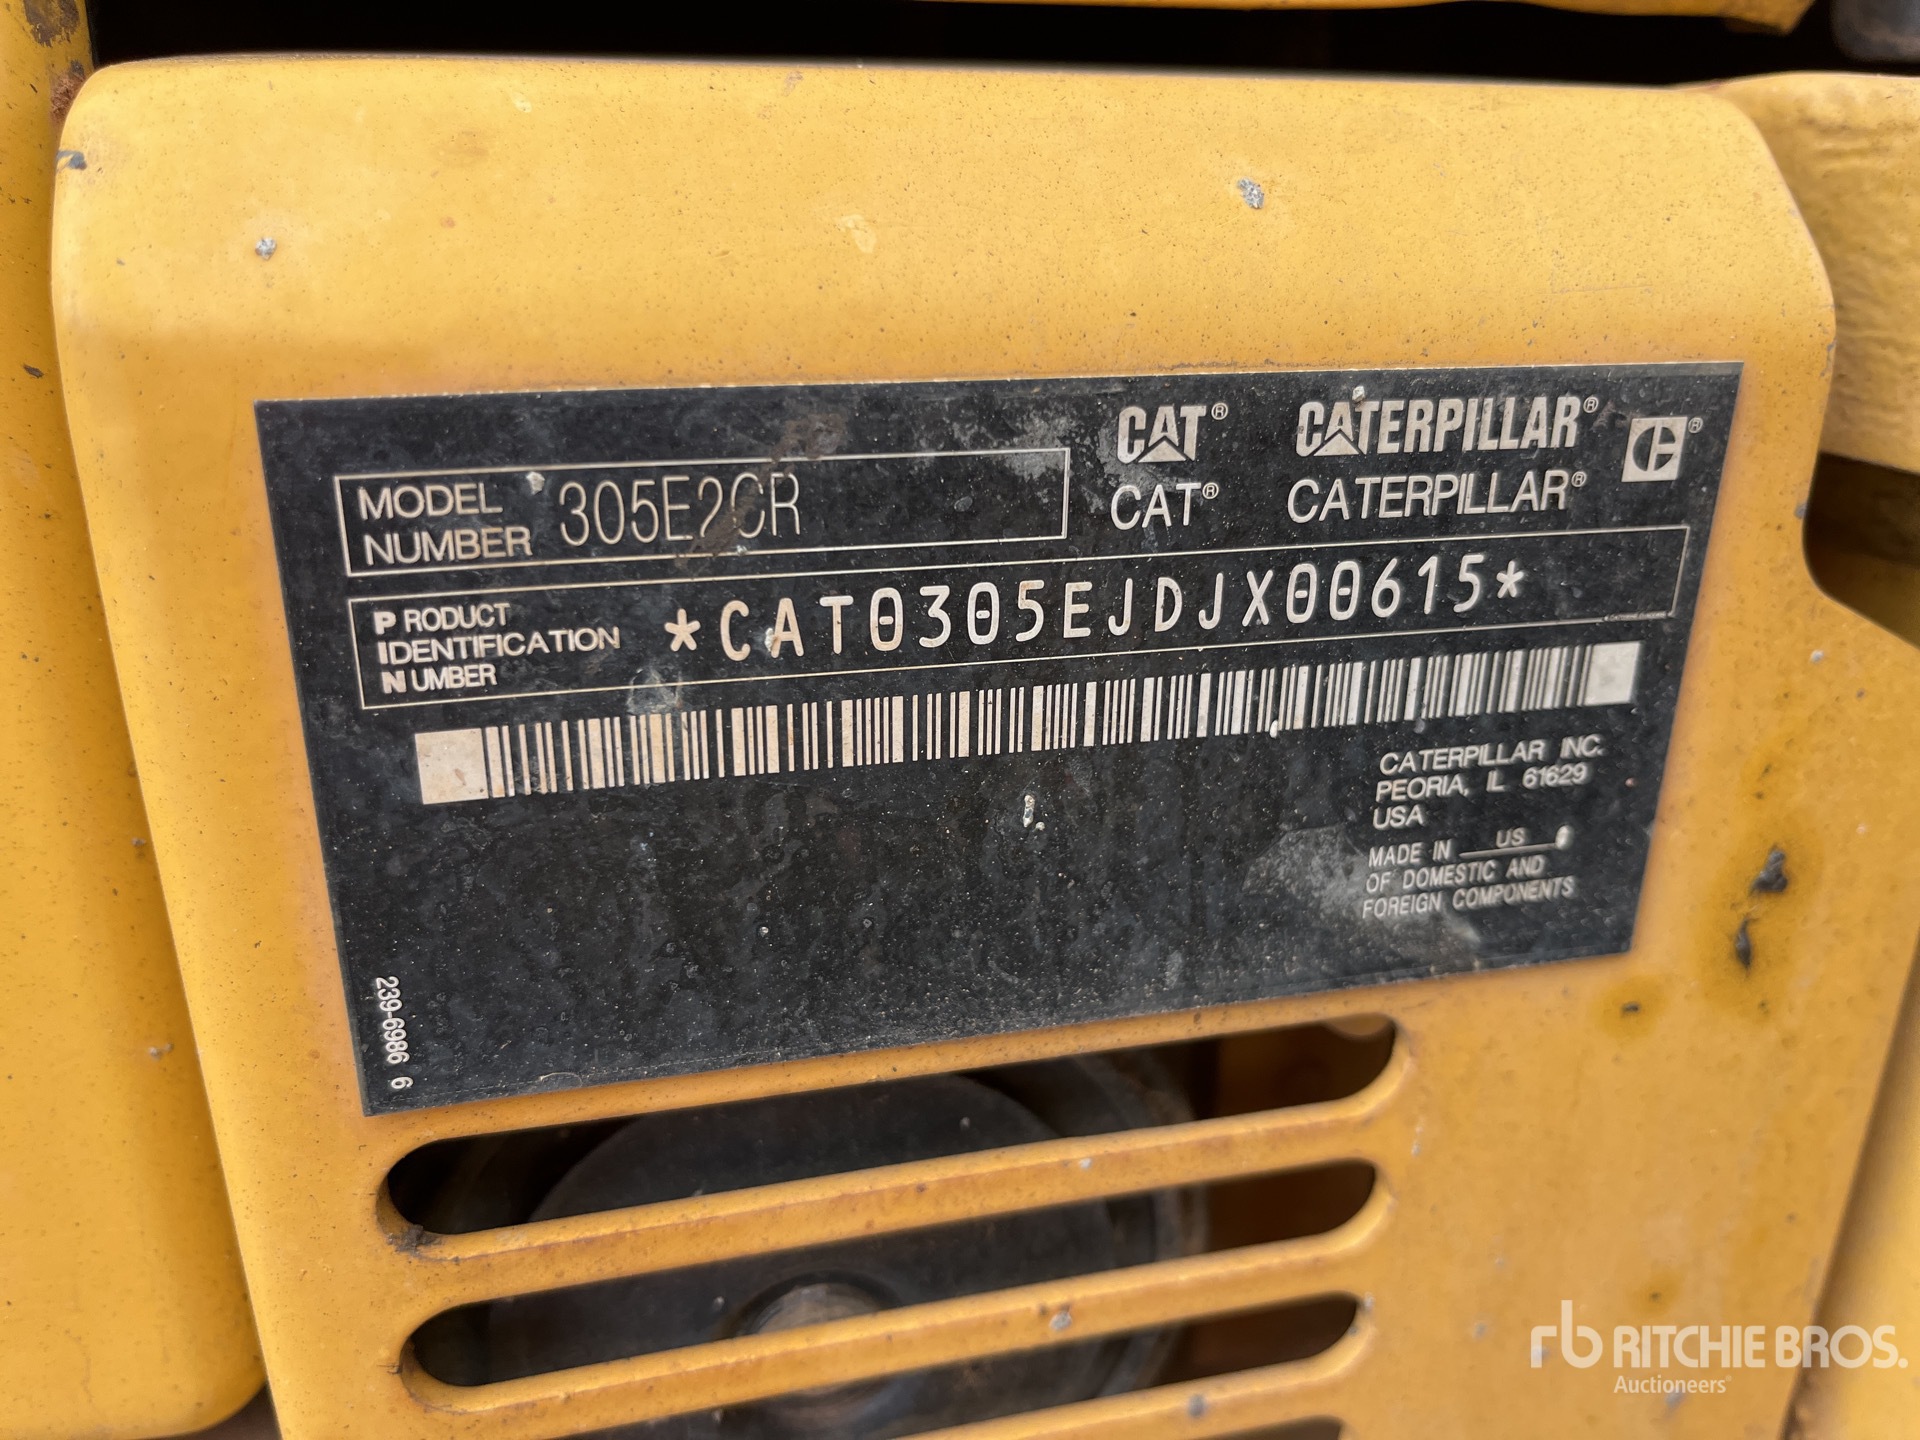 CAT® CATERPILLAR® ®
CAT® CATERPILLAR®
MODEL
NUMBER 305E2CR
PRODUCT
IDENTIFICATION
NUMBER
*CAT0305EJDJX00615*
CATERPILLAR INC.
PEORIA, IL 61629
USA
MADE IN US
OF DOMESTIC AND
FOREIGN COMPONENTS
239-6986 6
rb RITCHIE BROS.
Auctioneers